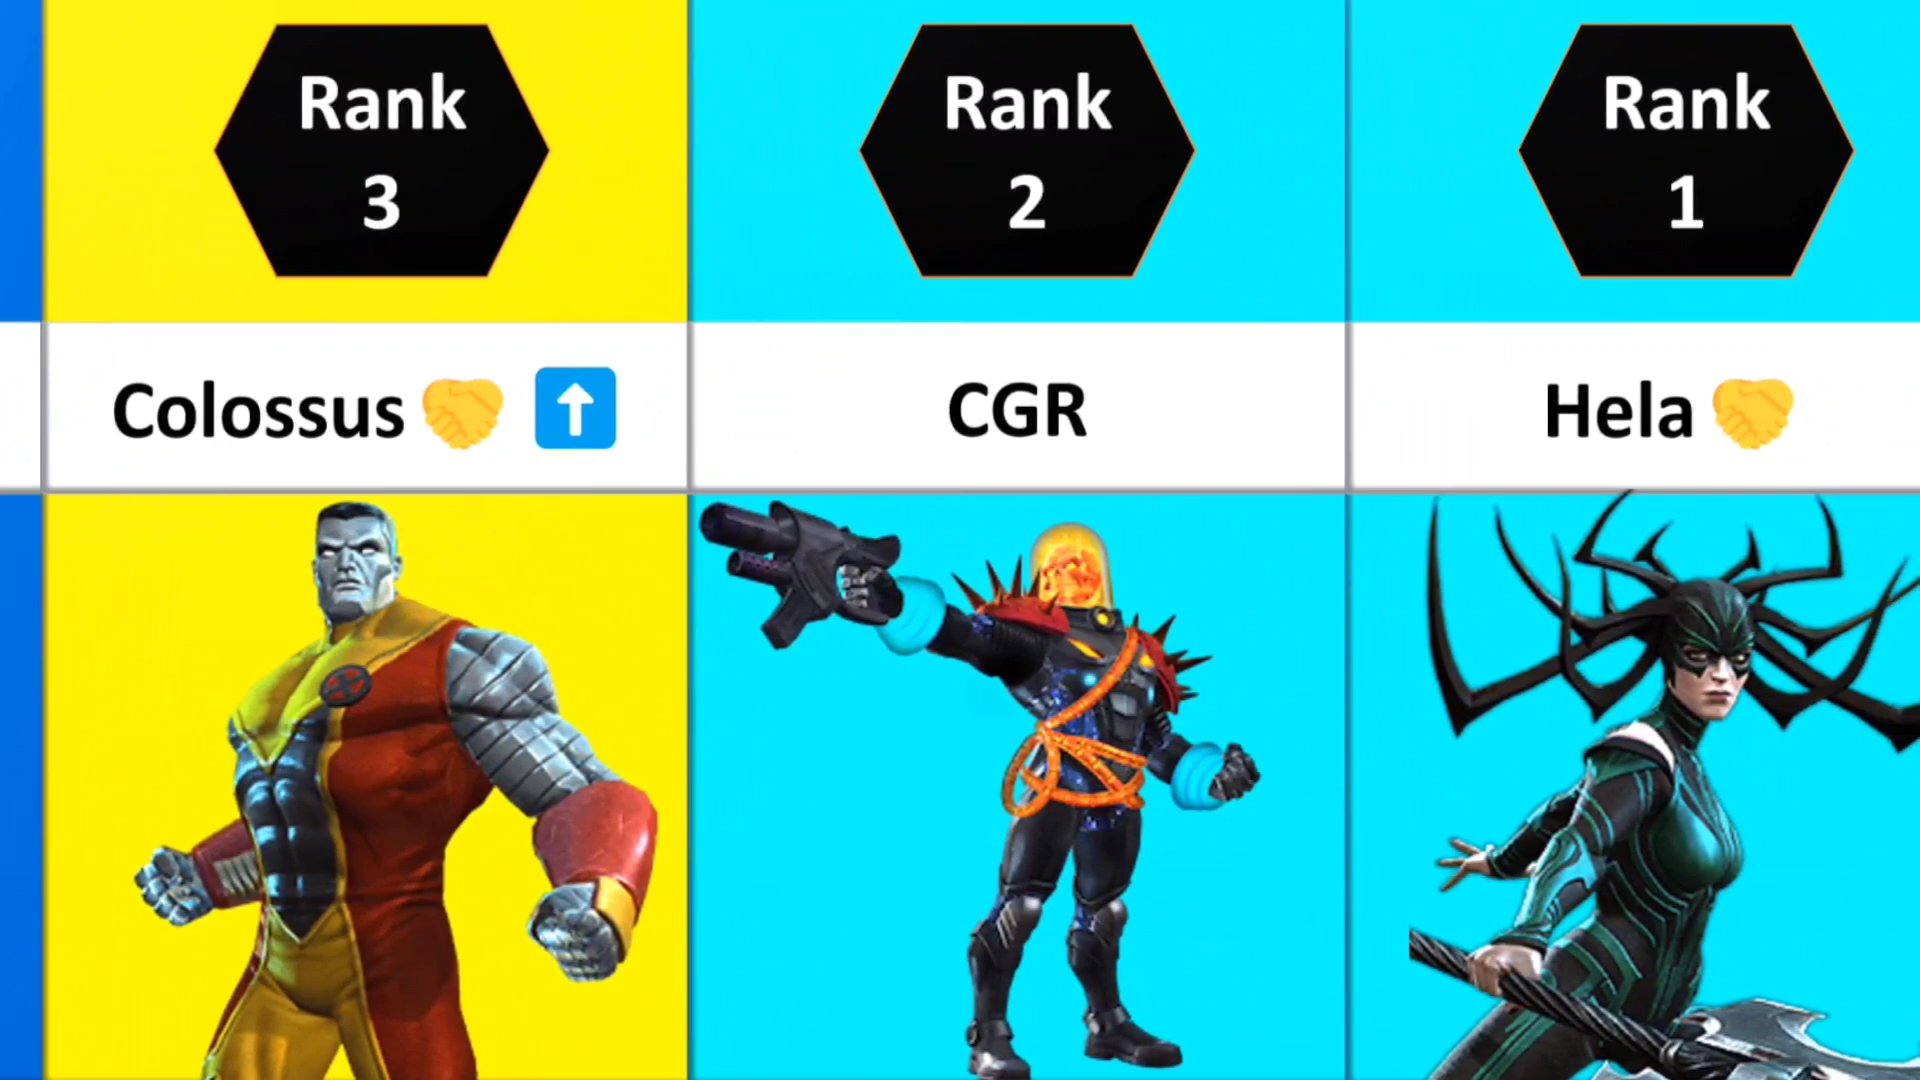 Rank
3
Rank
2
Rank
1
Colossus 🤝 ⬆️
CGR
Hela 🤝